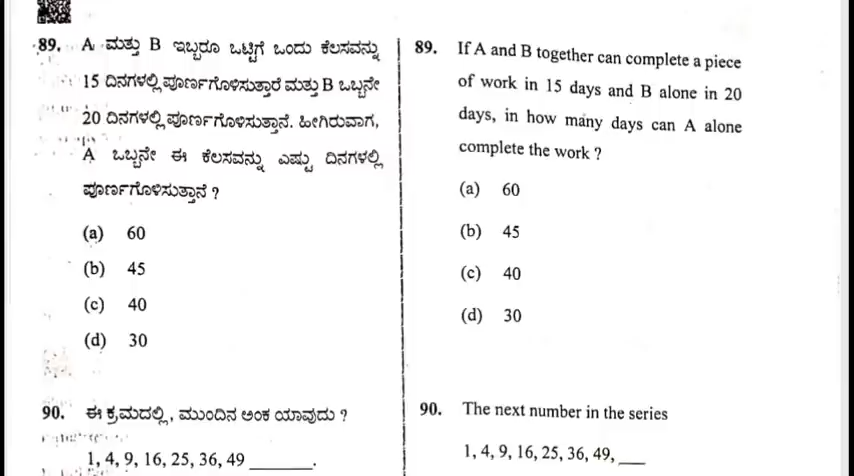 89. A ಮತ್ತು B ಇಬ್ಬರೂ ಒಟ್ಟಿಗೆ ಒಂದು ಕೆಲಸವನ್ನು
15 ದಿನಗಳಲ್ಲಿ ಪೂರ್ಣಗೊಳಿಸುತ್ತಾರೆ ಮತ್ತು B ಒಬ್ಬನೇ
20 ದಿನಗಳಲ್ಲಿ ಪೂರ್ಣಗೊಳಿಸುತ್ತಾನೆ. ಹೀಗಿರುವಾಗ,
A ಒಬ್ಬನೇ ಈ ಕೆಲಸವನ್ನು ಎಷ್ಟು ದಿನಗಳಲ್ಲಿ
ಪೂರ್ಣಗೊಳಿಸುತ್ತಾನೆ ?
(a) 60
(b) 45
(c) 40
(d) 30
90. ಈ ಕ್ರಮದಲ್ಲಿ, ಮುಂದಿನ ಅಂಕ ಯಾವುದು ?
1, 4, 9, 16, 25, 36, 49 ________.
89. If A and B together can complete a piece
of work in 15 days and B alone in 20
days, in how many days can A alone
complete the work ?
(a) 60
(b) 45
(c) 40
(d) 30
90. The next number in the series
1, 4, 9, 16, 25, 36, 49, ____